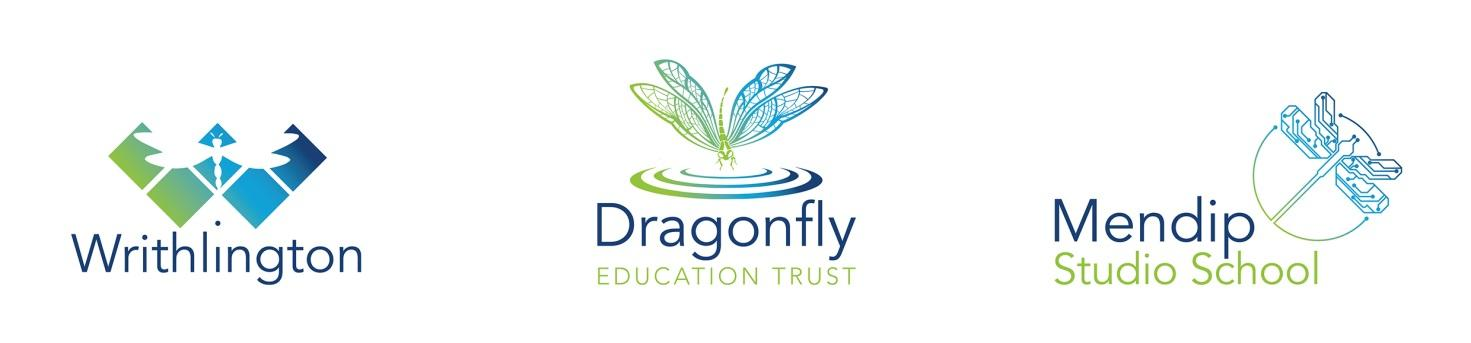 Writhlington
Dragonfly
EDUCATION TRUST
Mendip
Studio School